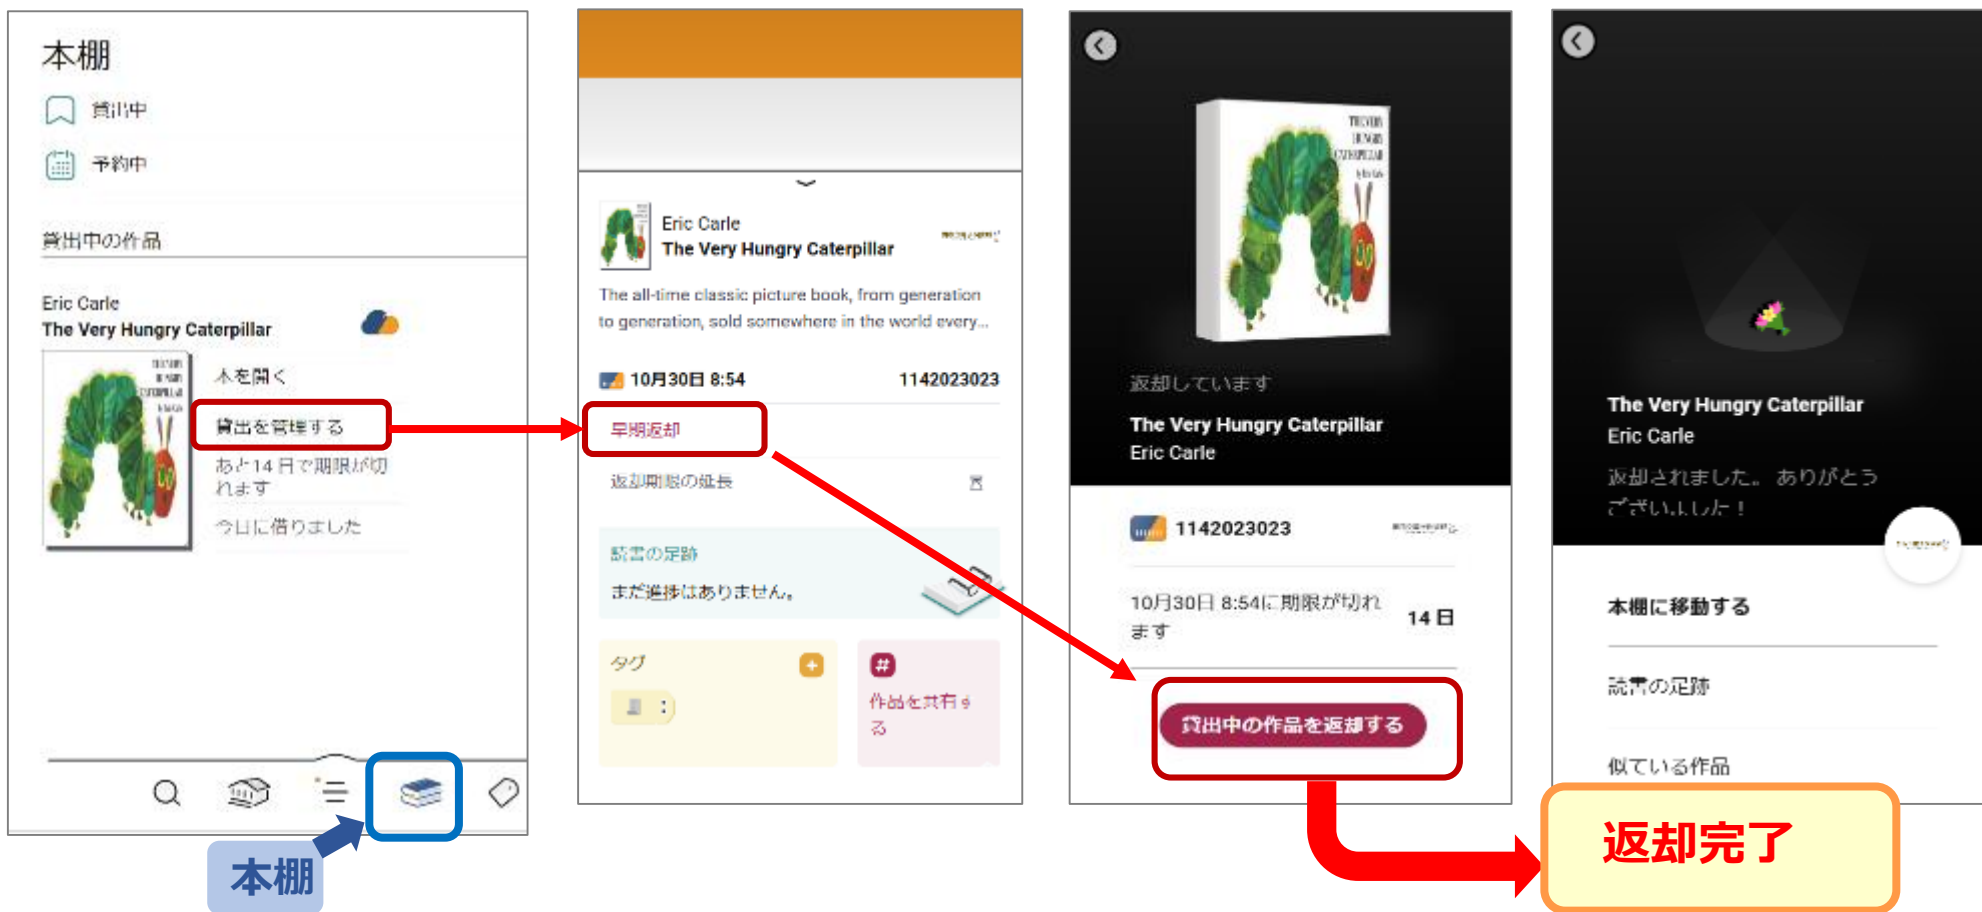 本棚
貸出中
予約中
貸出中の作品
Eric Carle
The Very Hungry Caterpillar
本を開く
貸出を管理する
あと14 日で期限が切
れます
今日に借りました
本棚
Eric Carle
The Very Hungry Caterpillar
The all-time classic picture book, from generation
to generation, sold somewhere in the world every...
10月30日 8:54
1142023023
早期返却
返却期限の延長
読書の足跡
まだ進捗はありません。
タグ
:
#
作品を共有す
る
THE VERY
HUNGRY
CATERPILLAR
by Eric Carle
返却しています
The Very Hungry Caterpillar
Eric Carle
1142023023
10月30日 8:54に期限が切れ
ます
14 日
貸出中の作品を返却する
The Very Hungry Caterpillar
Eric Carle
返却されました。 ありがとう
ございました！
本棚に移動する
読書の足跡
似ている作品
返却完了